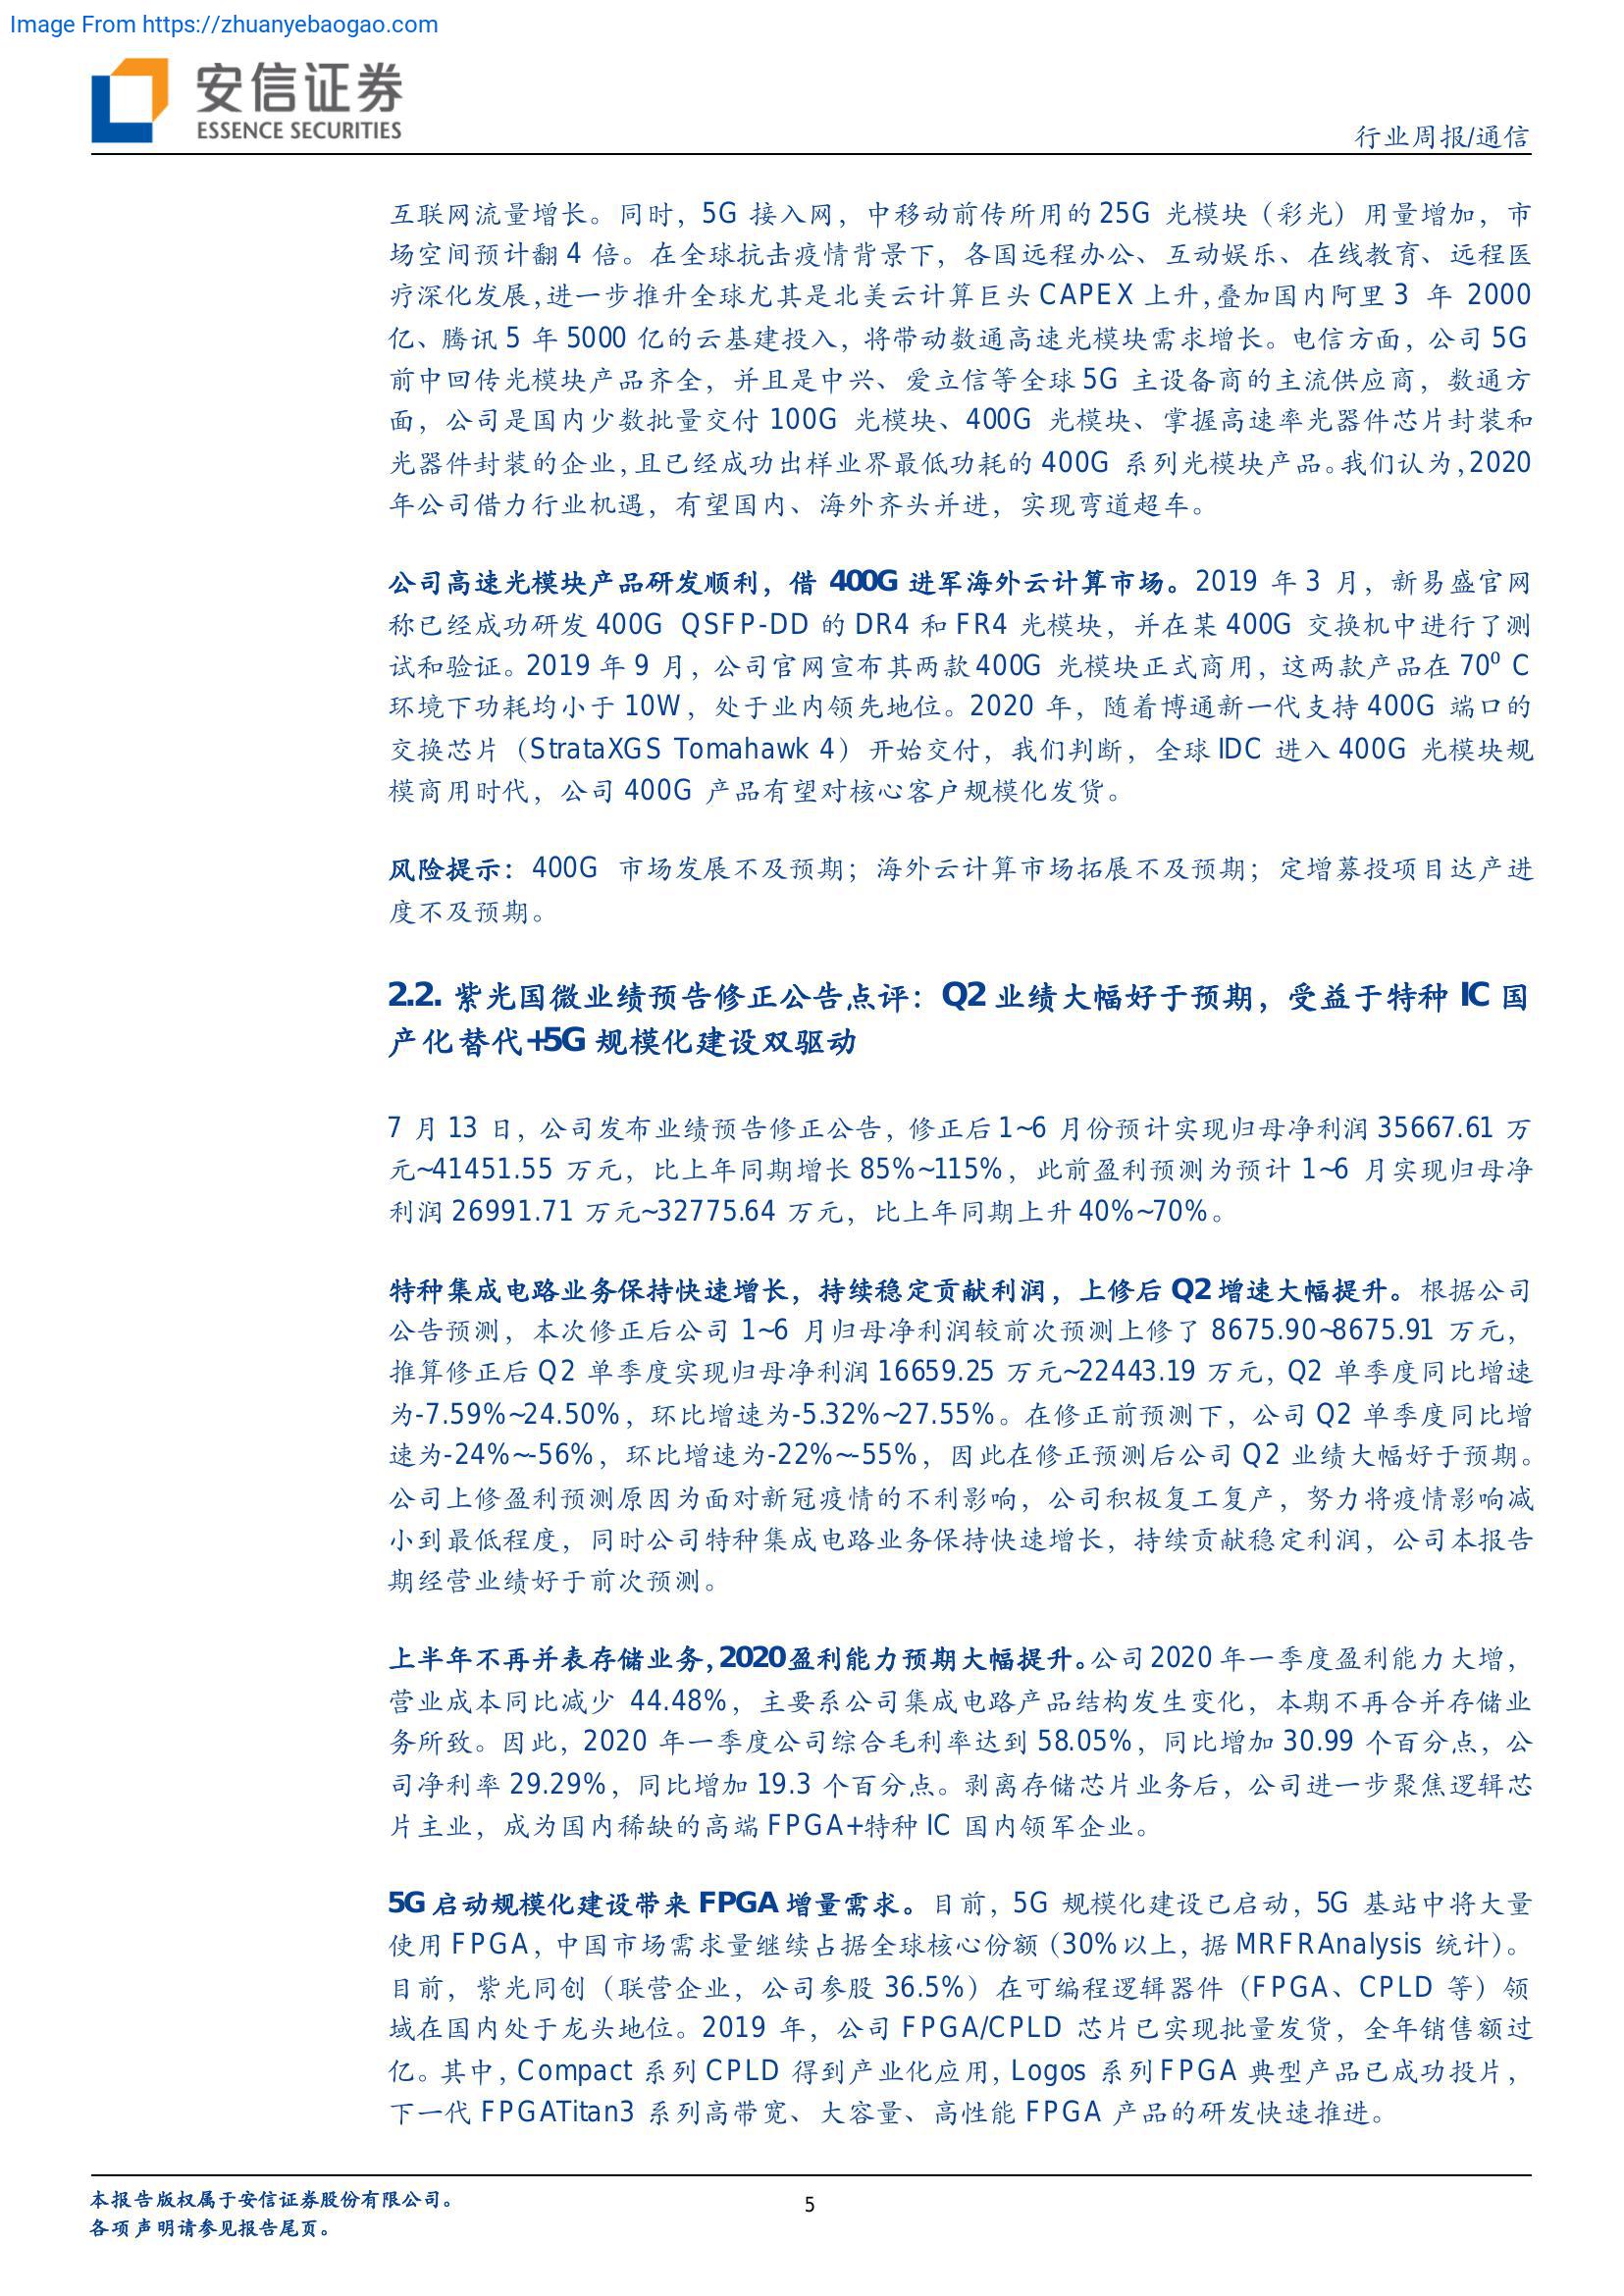 Image From https://zhuanyebaogao.com
安信证券
ESSENCE SECURITIES
行业周报/通信
互联网流量增长。同时，5G 接入网，中移动前传所用的 25G 光模块（彩光）用量增加，市
场空间预计翻 4 倍。在全球抗击疫情背景下，各国远程办公、互动娱乐、在线教育、远程医
疗深化发展，进一步推升全球尤其是北美云计算巨头 CAPEX 上升，叠加国内阿里 3 年 2000
亿、腾讯 5 年 5000 亿的云基建投入，将带动数通高速光模块需求增长。电信方面，公司 5G
前中回传光模块产品齐全，并且是中兴、爱立信等全球 5G 主设备商的主流供应商，数通方
面，公司是国内少数批量交付 100G 光模块、400G 光模块、掌握高速率光器件芯片封装和
光器件封装的企业，且已经成功出样业界最低功耗的 400G 系列光模块产品。我们认为，2020
年公司借力行业机遇，有望国内、海外齐头并进，实现弯道超车。
公司高速光模块产品研发顺利，借 400G 进军海外云计算市场。2019 年 3 月，新易盛官网
称已经成功研发 400G QSFP-DD 的 DR4 和 FR4 光模块，并在某 400G 交换机中进行了测
试和验证。2019 年 9 月，公司官网宣布其两款 400G 光模块正式商用，这两款产品在 70⁰ C
环境下功耗均小于 10W，处于业内领先地位。2020 年，随着博通新一代支持 400G 端口的
交换芯片（StrataXGS Tomahawk 4）开始交付，我们判断，全球 IDC 进入 400G 光模块规
模商用时代，公司 400G 产品有望对核心客户规模化发货。
风险提示：400G 市场发展不及预期；海外云计算市场拓展不及预期；定增募投项目达产进
度不及预期。
2.2. 紫光国微业绩预告修正公告点评：Q2 业绩大幅好于预期，受益于特种 IC 国
产化替代+5G 规模化建设双驱动
7 月 13 日，公司发布业绩预告修正公告，修正后 1~6 月份预计实现归母净利润 35667.61 万
元~41451.55 万元，比上年同期增长 85%~115%，此前盈利预测为预计 1~6 月实现归母净
利润 26991.71 万元~32775.64 万元，比上年同期上升 40%~70%。
特种集成电路业务保持快速增长，持续稳定贡献利润，上修后 Q2 增速大幅提升。根据公司
公告预测，本次修正后公司 1~6 月归母净利润较前次预测上修了 8675.90~8675.91 万元，
推算修正后 Q2 单季度实现归母净利润 16659.25 万元~22443.19 万元，Q2 单季度同比增速
为-7.59%~24.50%，环比增速为-5.32%~27.55%。在修正前预测下，公司 Q2 单季度同比增
速为-24%~-56%，环比增速为-22%~-55%，因此在修正预测后公司 Q2 业绩大幅好于预期。
公司上修盈利预测原因为面对新冠疫情的不利影响，公司积极复工复产，努力将疫情影响减
小到最低程度，同时公司特种集成电路业务保持快速增长，持续贡献稳定利润，公司本报告
期经营业绩好于前次预测。
上半年不再并表存储业务，2020 盈利能力预期大幅提升。公司 2020 年一季度盈利能力大增，
营业成本同比减少 44.48%，主要系公司集成电路产品结构发生变化，本期不再合并存储业
务所致。因此，2020 年一季度公司综合毛利率达到 58.05%，同比增加 30.99 个百分点，公
司净利率 29.29%，同比增加 19.3 个百分点。剥离存储芯片业务后，公司进一步聚焦逻辑芯
片主业，成为国内稀缺的高端 FPGA+特种 IC 国内领军企业。
5G 启动规模化建设带来 FPGA 增量需求。目前，5G 规模化建设已启动，5G 基站中将大量
使用 FPGA，中国市场需求量继续占据全球核心份额（30%以上，据 MRFRAnalysis 统计）。
目前，紫光同创（联营企业，公司参股 36.5%）在可编程逻辑器件（FPGA、CPLD 等）领
域在国内处于龙头地位。2019 年，公司 FPGA/CPLD 芯片已实现批量发货，全年销售额过
亿。其中，Compact 系列 CPLD 得到产业化应用，Logos 系列 FPGA 典型产品已成功投片，
下一代 FPGATitan3 系列高带宽、大容量、高性能 FPGA 产品的研发快速推进。
本报告版权属于安信证券股份有限公司。
各项声明请参见报告尾页。
5